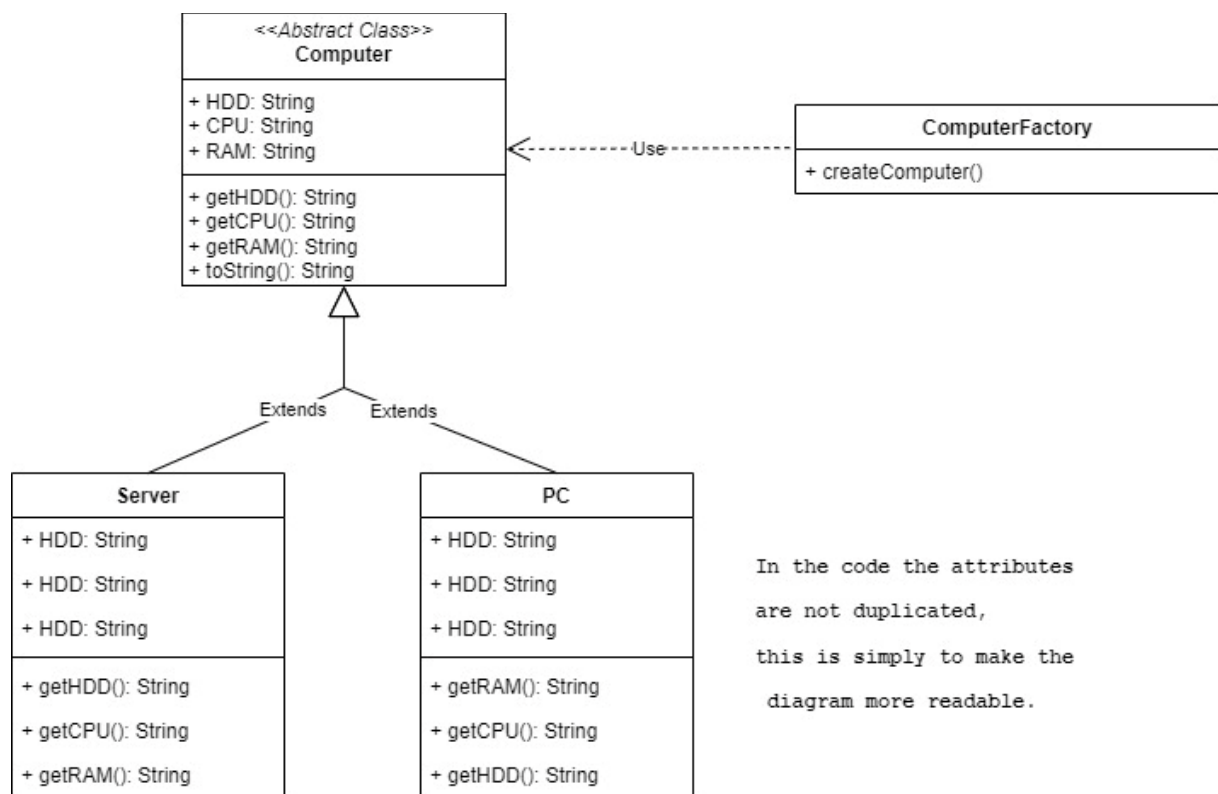 <<Abstract Class>>
Computer
+ HDD: String
+ CPU: String
+ RAM: String
+ getHDD(): String
+ getCPU(): String
+ getRAM(): String
+ toString(): String
Use
ComputerFactory
+ createComputer()
Extends
Extends
Server
+ HDD: String
+ HDD: String
+ HDD: String
+ getHDD(): String
+ getCPU(): String
+ getRAM(): String
PC
+ HDD: String
+ HDD: String
+ HDD: String
+ getRAM(): String
+ getCPU(): String
+ getHDD(): String
In the code the attributes
are not duplicated,
this is simply to make the
diagram more readable.